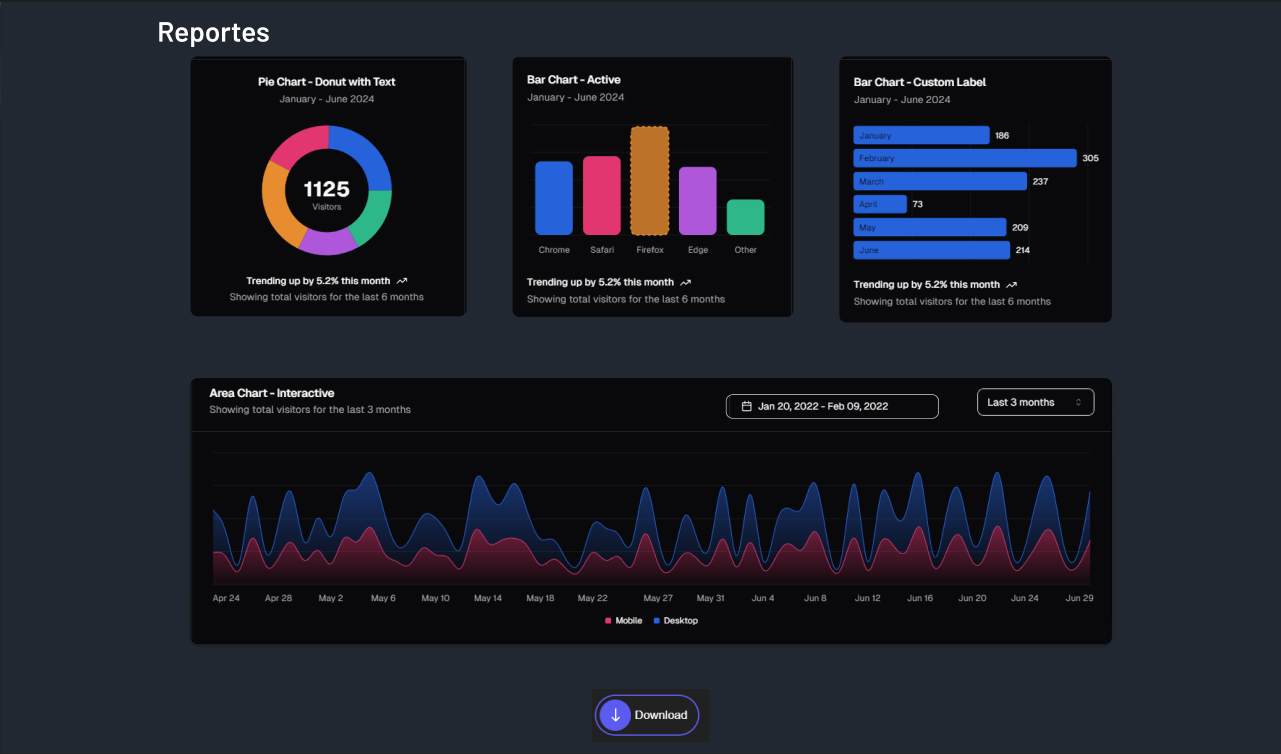 Reportes
Pie Chart - Donut with Text
January - June 2024
1125
Visitors
Trending up by 5.2% this month
Showing total visitors for the last 6 months
Bar Chart - Active
January - June 2024
Chrome Safari Firefox Edge Other
Trending up by 5.2% this month
Showing total visitors for the last 6 months
Bar Chart - Custom Label
January - June 2024
January 186
February 305
March 237
April 73
May 209
June 214
Trending up by 5.2% this month
Showing total visitors for the last 6 months
Area Chart - Interactive
Showing total visitors for the last 3 months
Jan 20, 2022 - Feb 09, 2022
Last 3 months
Apr 24 Apr 28 May 2 May 6 May 10 May 14 May 18 May 22 May 27 May 31 Jun 4 Jun 8 Jun 12 Jun 16 Jun 20 Jun 24 Jun 29
Mobile Desktop
Download